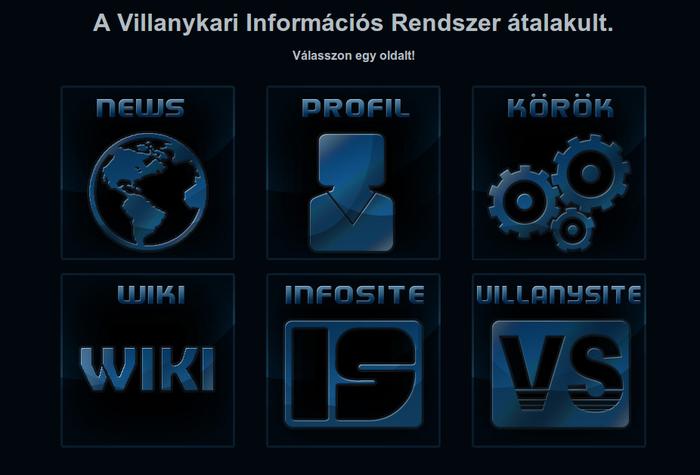 A Villanykari Információs Rendszer átalakult.
Válasszon egy oldalt!
NEWS
PROFIL
KÖRÖK
WIKI
INFOSITE
VILLANYSITE
WIKI
IS
VS